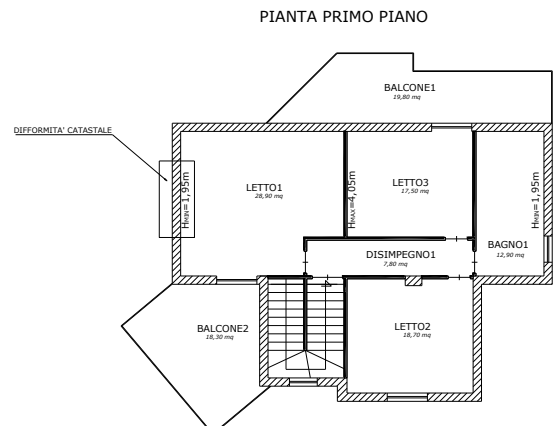 PIANTA PRIMO PIANO
BALCONE1
19,80 mq
DIFFORMITA' CATASTALE
HMIN=1,95m
LETTO1
28,90 mq
HMAX=4,05m
LETTO3
17,50 mq
HMIN=1,95m
BAGNO1
12,90 mq
DISIMPEGNO1
7,80 mq
BALCONE2
18,30 mq
LETTO2
18,70 mq